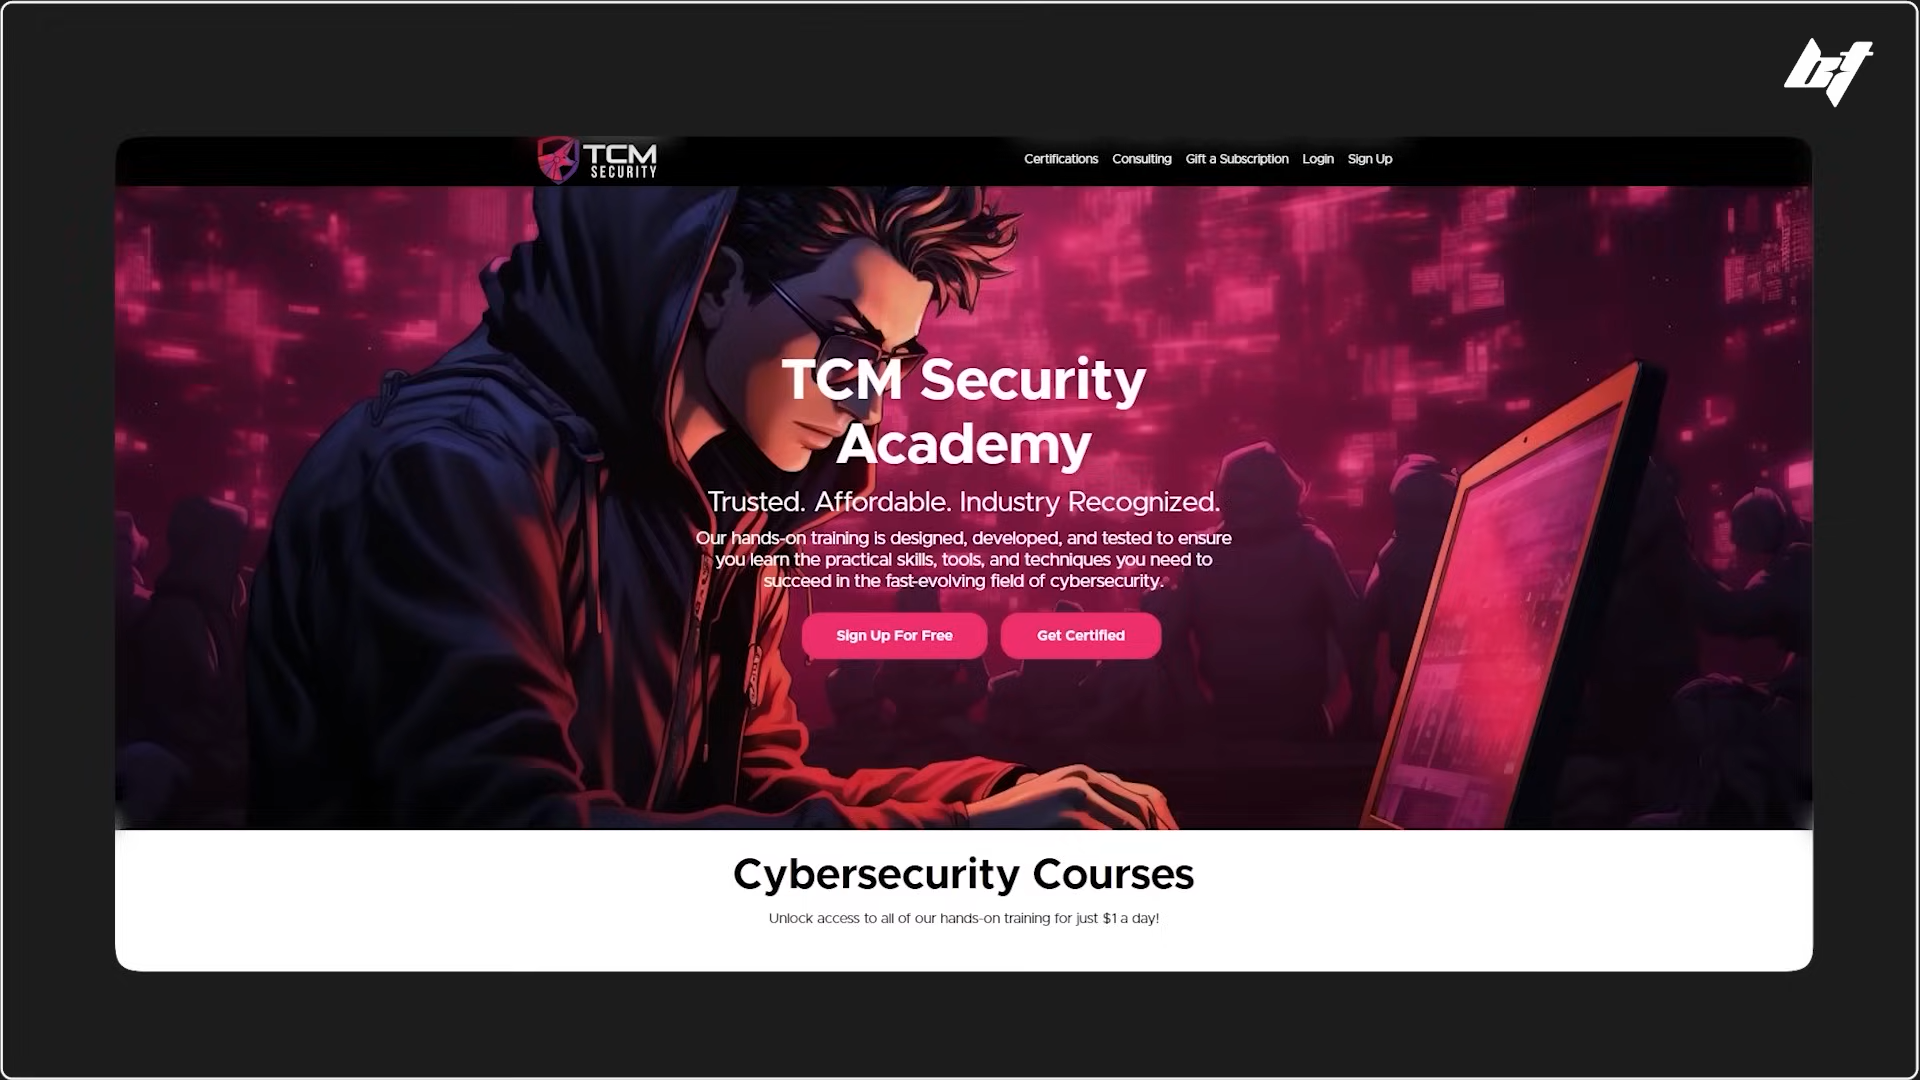 bt
TCM
SECURITY
Certifications Consulting Gift a Subscription Login Sign Up
TCM Security
Academy
Trusted. Affordable. Industry Recognized.
Our hands-on training is designed, developed, and tested to ensure
you learn the practical skills, tools, and techniques you need to
succeed in the fast-evolving field of cybersecurity.
Sign Up For Free Get Certified
Cybersecurity Courses
Unlock access to all of our hands-on training for just $1 a day!